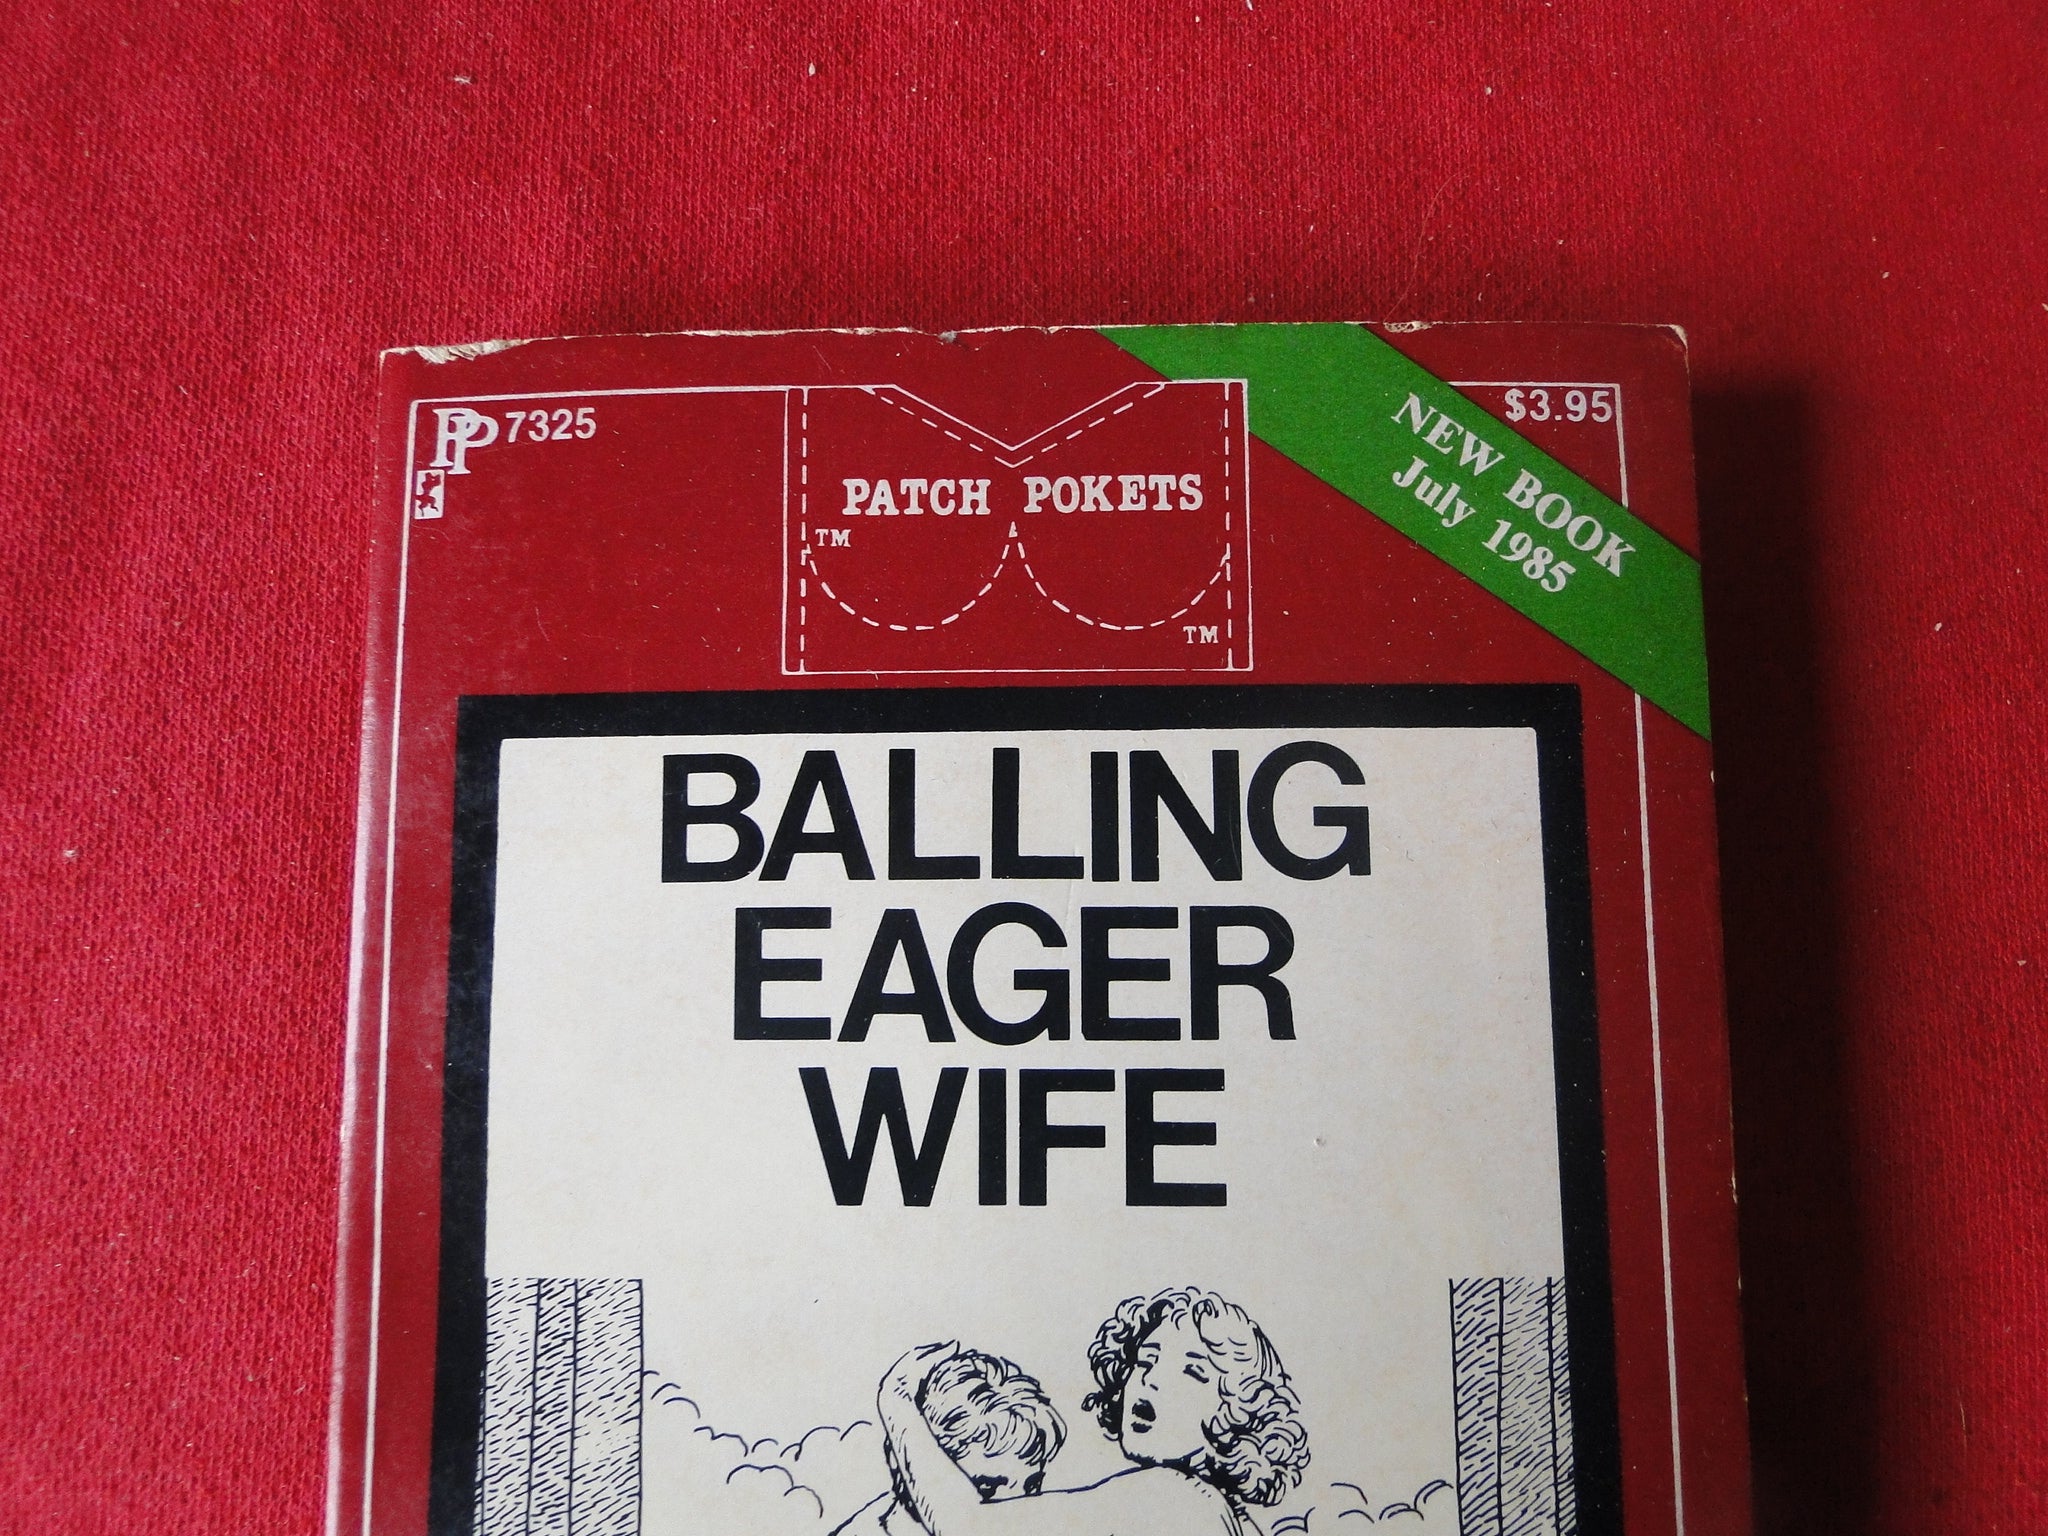 PP 7325
$3.95
NEW BOOK
July 1985
PATCH POKETS
TM
TM
BALLING
EAGER
WIFE